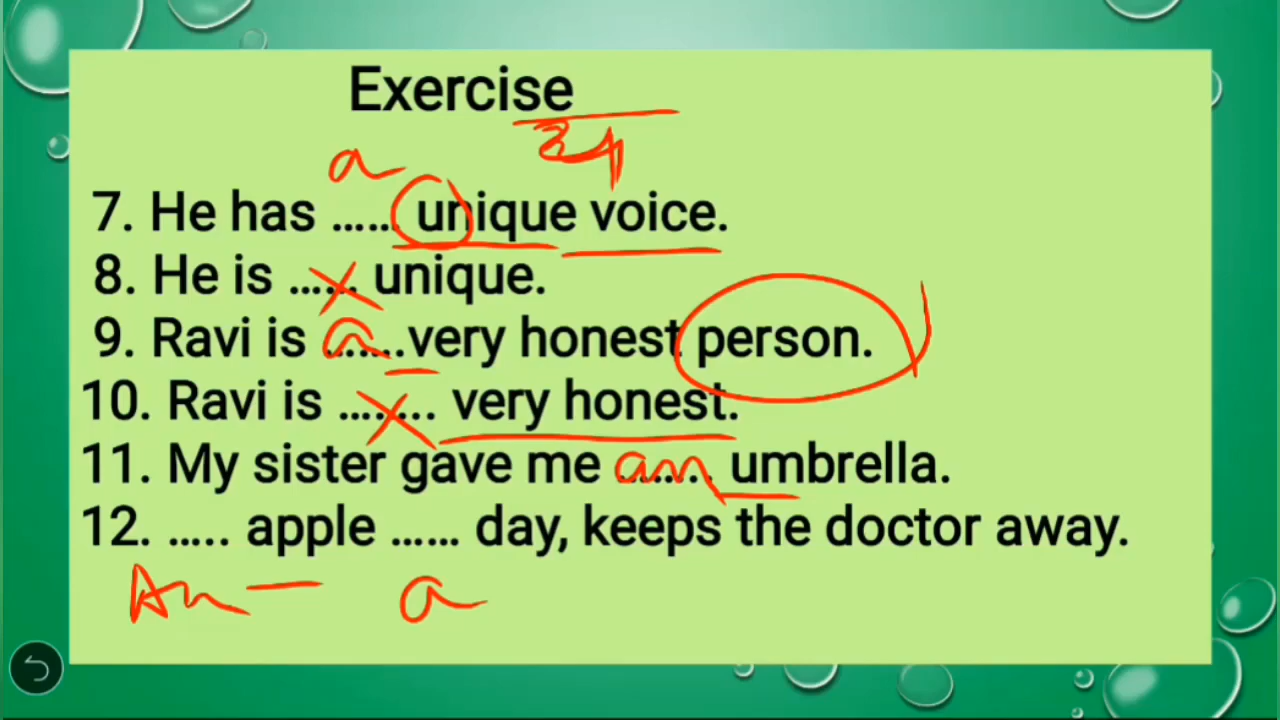 Exercise
a
7. He has ...... unique voice.
8. He is ...... unique.
9. Ravi is a very honest person.
10. Ravi is ........ very honest.
11. My sister gave me an umbrella.
12. ..... apple ...... day, keeps the doctor away.
An a